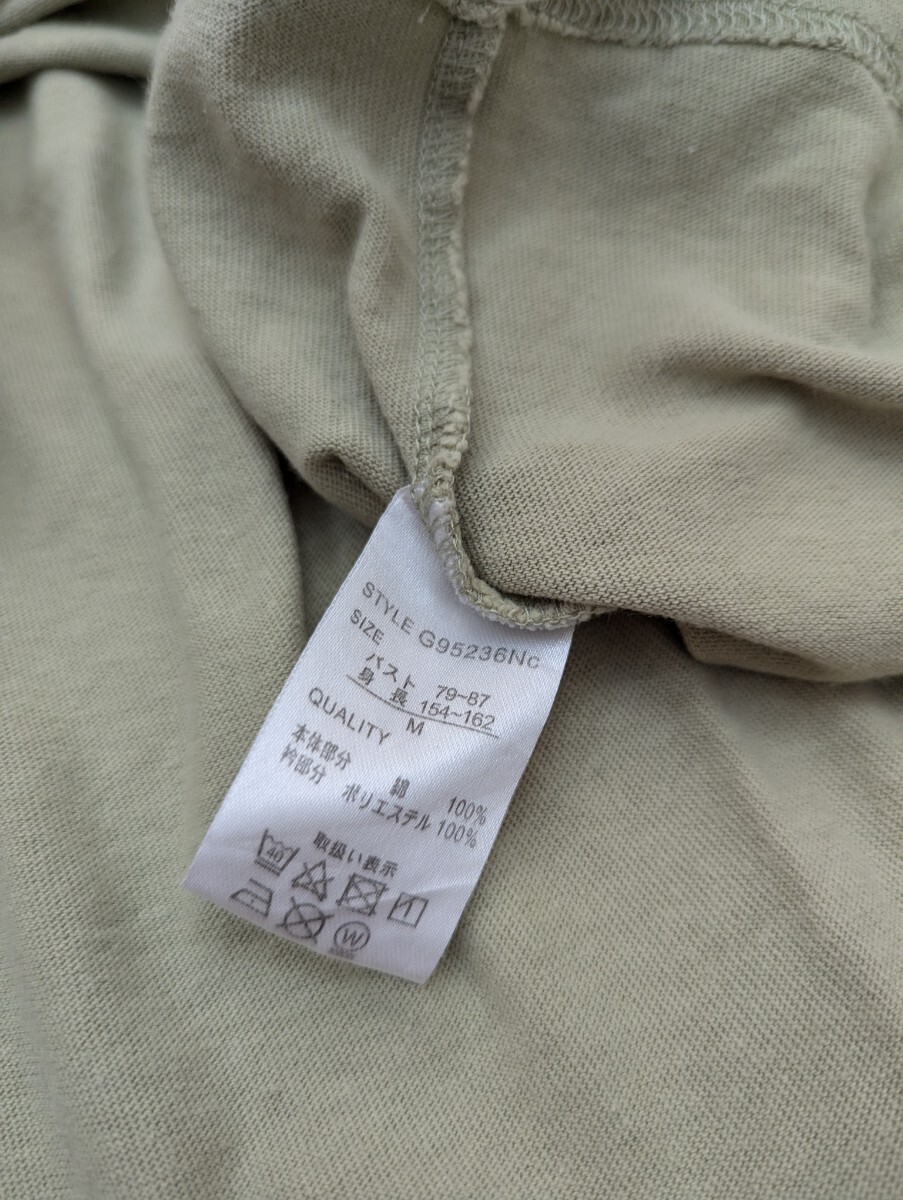 STYLE G95236Nc
SIZE
バスト 79~87
身長 154~162
M
QUALITY
本体部分 綿 100%
衿部分 ポリエステル 100%
取扱い表示
40
W